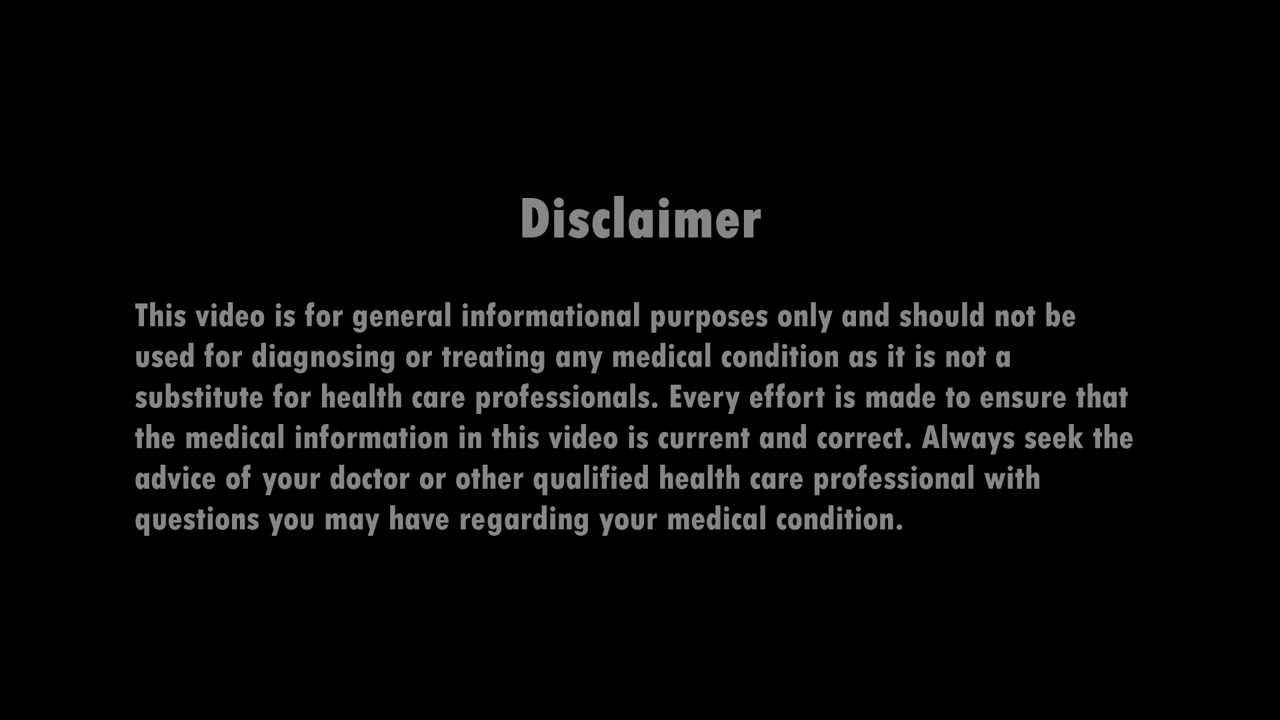 Disclaimer
This video is for general informational purposes only and should not be
used for diagnosing or treating any medical condition as it is not a
substitute for health care professionals. Every effort is made to ensure that
the medical information in this video is current and correct. Always seek the
advice of your doctor or other qualified health care professional with
questions you may have regarding your medical condition.